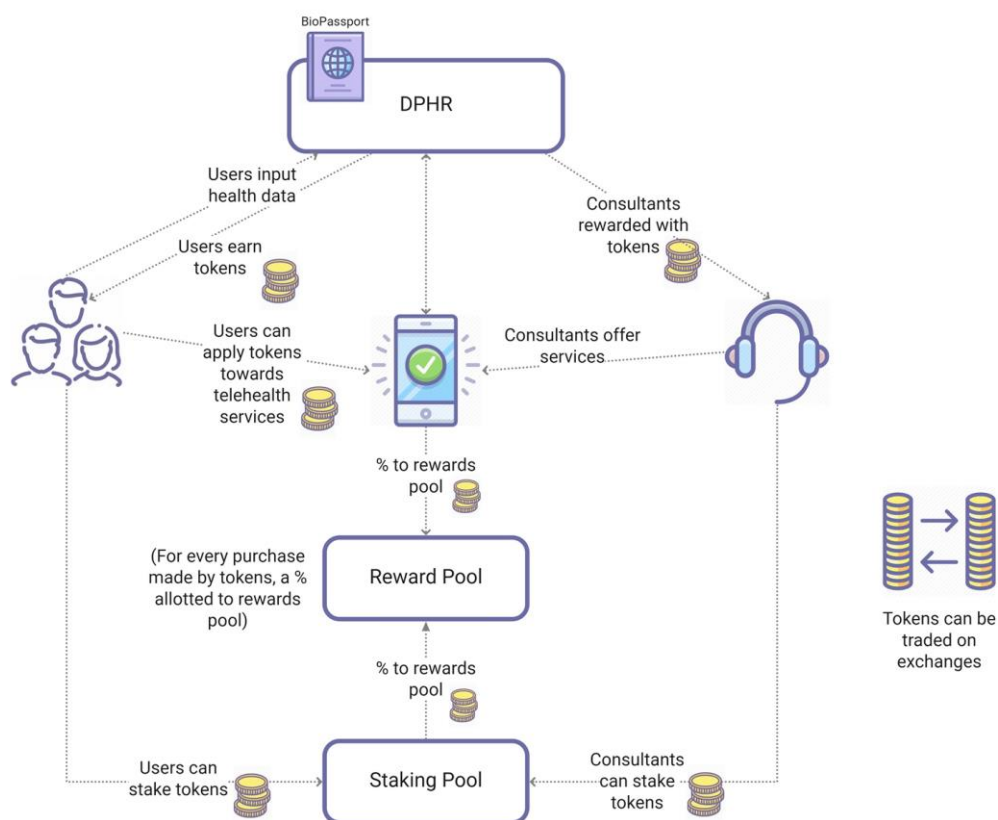 BioPassport
DPHR
Users input
health data
Users earn
tokens
Consultants
rewarded with
tokens
Users can
apply tokens
towards
telehealth
services
Consultants offer
services
% to rewards
pool
(For every purchase
made by tokens, a %
allotted to rewards
pool)
Reward Pool
Tokens can be
traded on
exchanges
% to rewards
pool
Users can
stake tokens
Staking Pool
Consultants
can stake
tokens